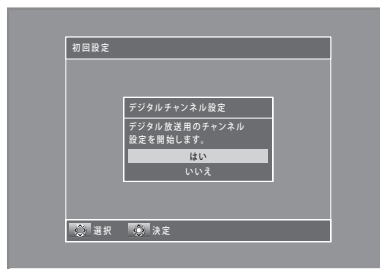 初回設定
デジタルチャンネル設定
デジタル放送用のチャンネル
設定を開始します。
はい
いいえ
選択 決定